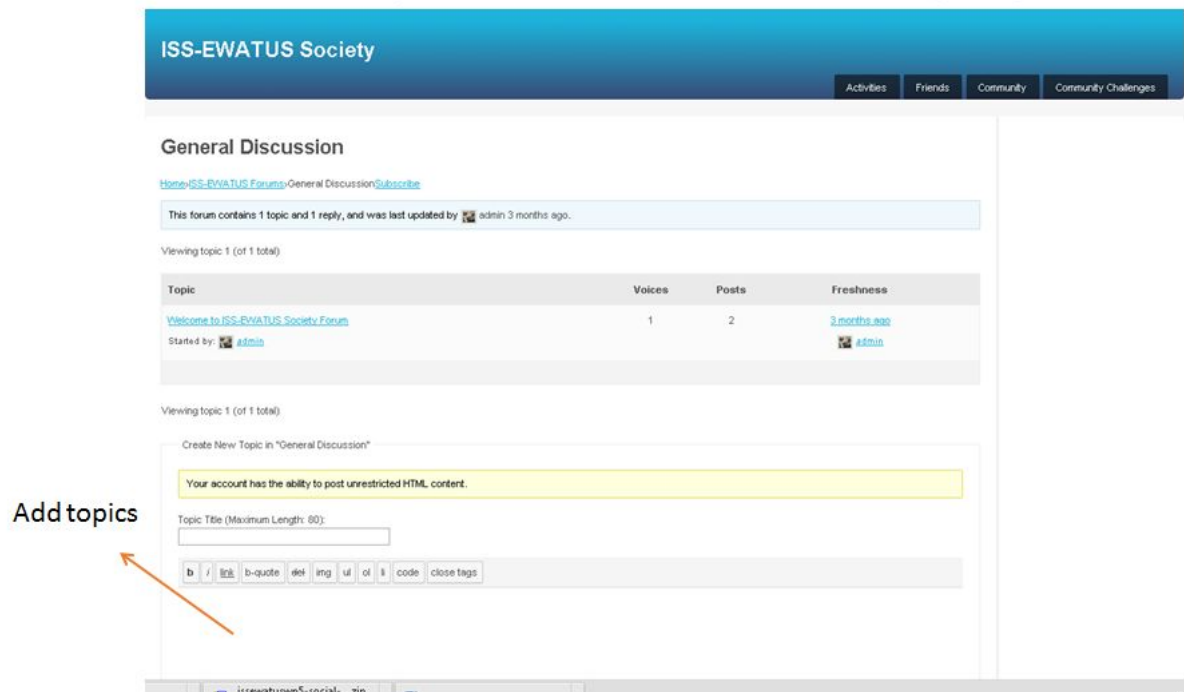 ISS-EWATUS Society
Activities Friends Community Community Challenges
General Discussion
Home›ISS-EWATUS Forums›General DiscussionSubscribe
This forum contains 1 topic and 1 reply, and was last updated by admin 3 months ago.
Viewing topic 1 (of 1 total)
Topic Voices Posts Freshness
Welcome to ISS-EWATUS Society Forum 1 2 3 months ago
Started by: admin admin
Viewing topic 1 (of 1 total)
Create New Topic in "General Discussion"
Your account has the ability to post unrestricted HTML content.
Add topics
Topic Title (Maximum Length: 80):
b i link b-quote del img ul ol li code close tags